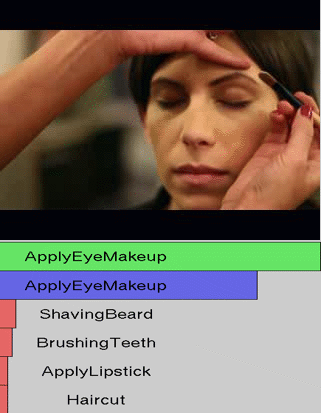 ApplyEyeMakeup
ApplyEyeMakeup
ShavingBeard
BrushingTeeth
ApplyLipstick
Haircut